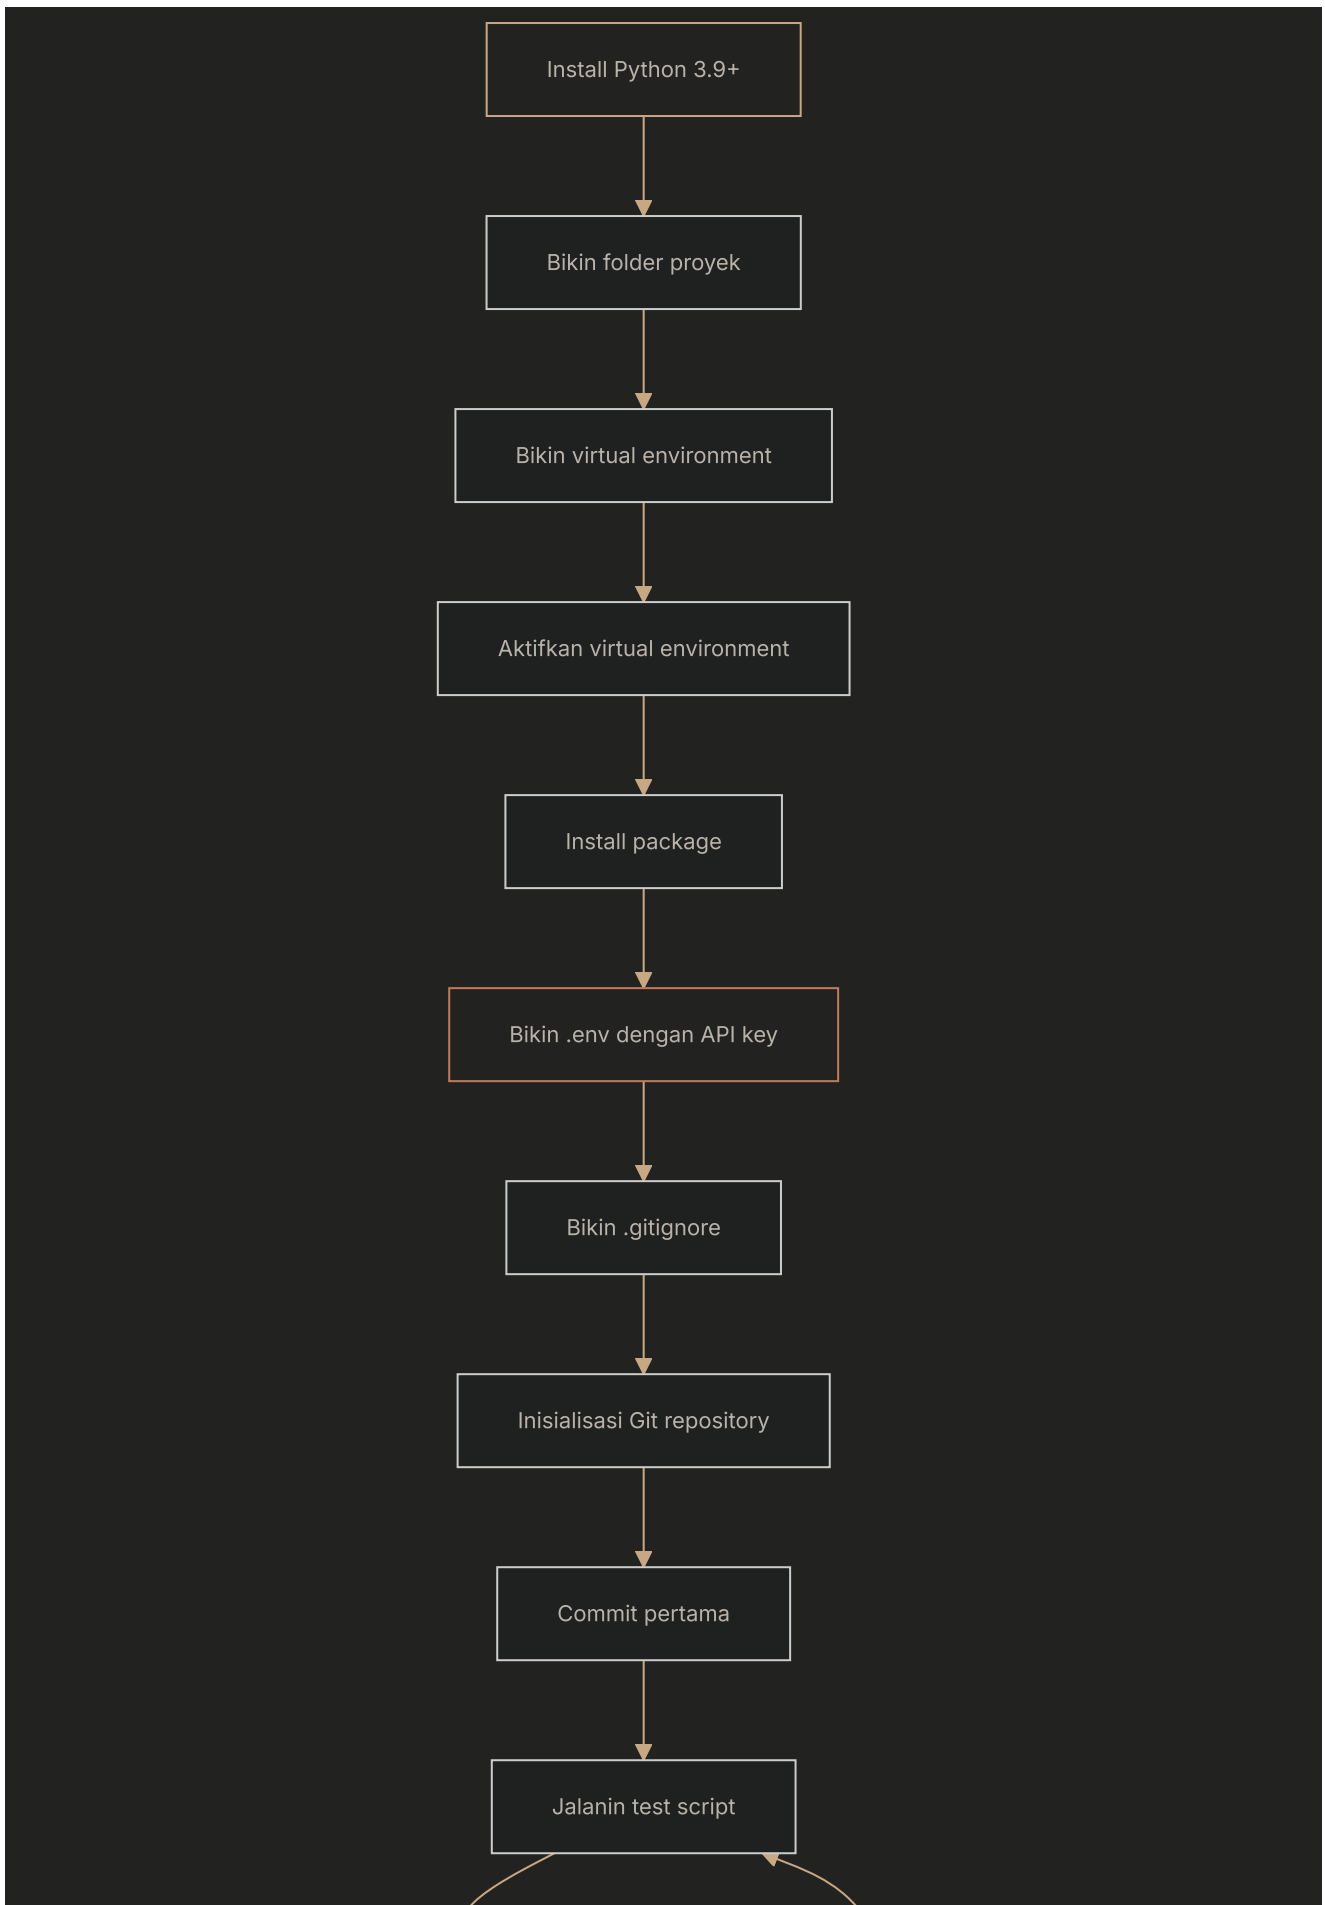 Install Python 3.9+
Bikin folder proyek
Bikin virtual environment
Aktifkan virtual environment
Install package
Bikin .env dengan API key
Bikin .gitignore
Inisialisasi Git repository
Commit pertama
Jalanin test script